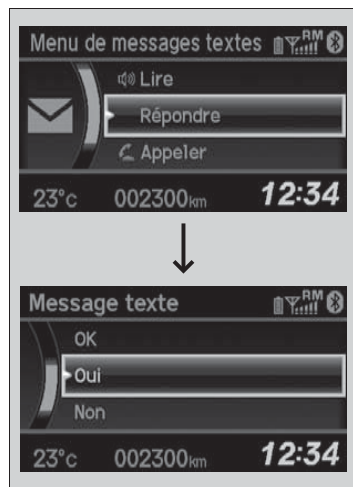 Menu de messages textes RM
Lire
Répondre
Appeler
23°c 002300km 12:34
Message texte RM
OK
Oui
Non
23°c 002300km 12:34